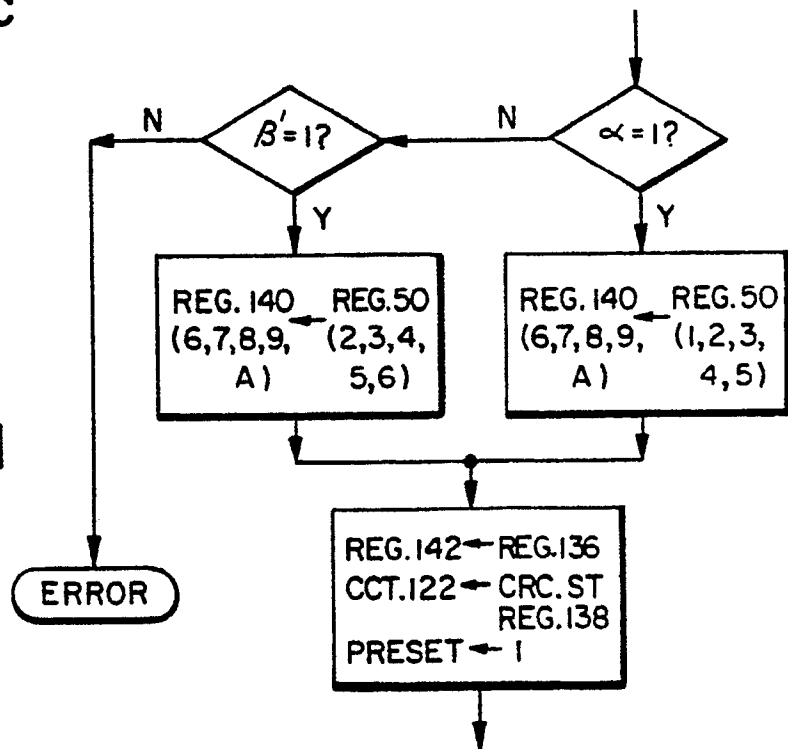 C
N
β'=1?
N
α=1?
Y
Y
REG.140 ← REG.50
(6,7,8,9, (2,3,4,
A) 5,6)
REG.140 ← REG.50
(6,7,8,9, (1,2,3,
A) 4,5)
REG.142 ← REG.136
CCT.122 ← CRC.ST
REG.138
PRESET ← 1
ERROR